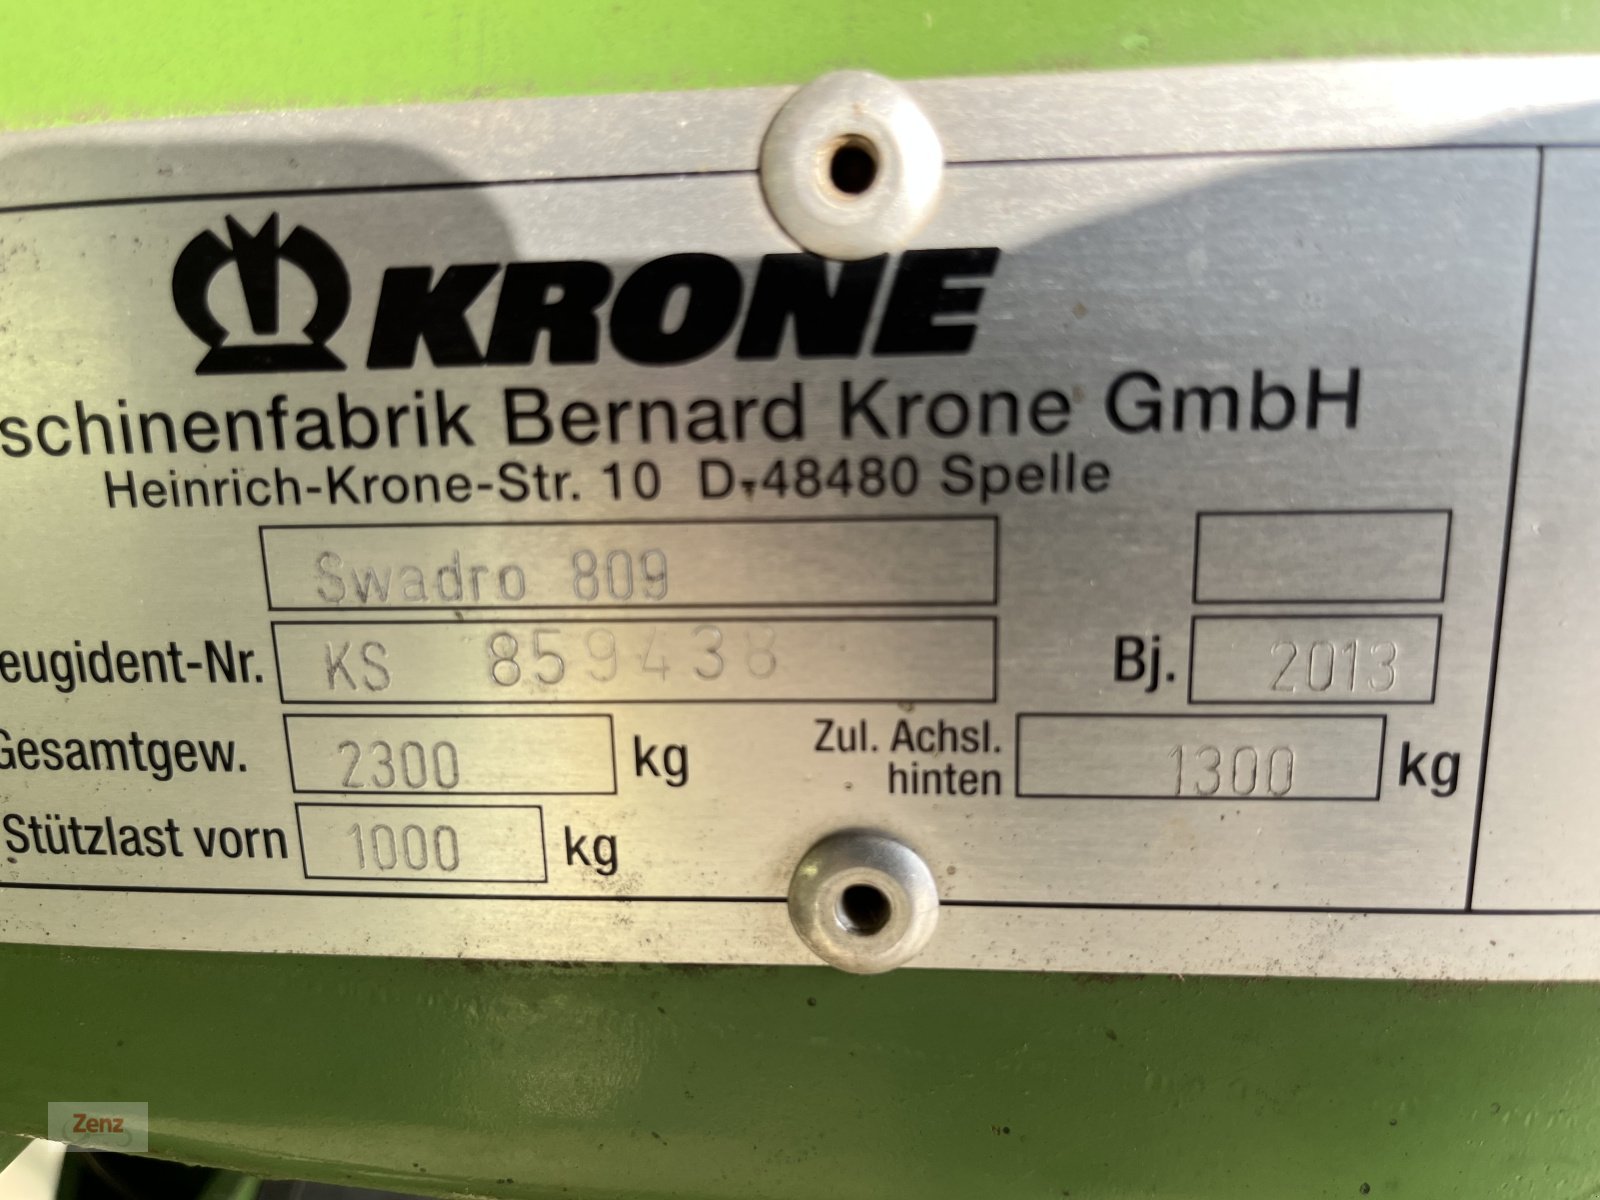 KRONE
schinenfabrik Bernard Krone GmbH
Heinrich-Krone-Str. 10 D-48480 Spelle
Swadro 809
eugident-Nr. KS 859438 Bj. 2013
Gesamtgew. 2300 kg Zul. Achsl. hinten 1300 kg
Stützlast vorn 1000 kg
Zenz